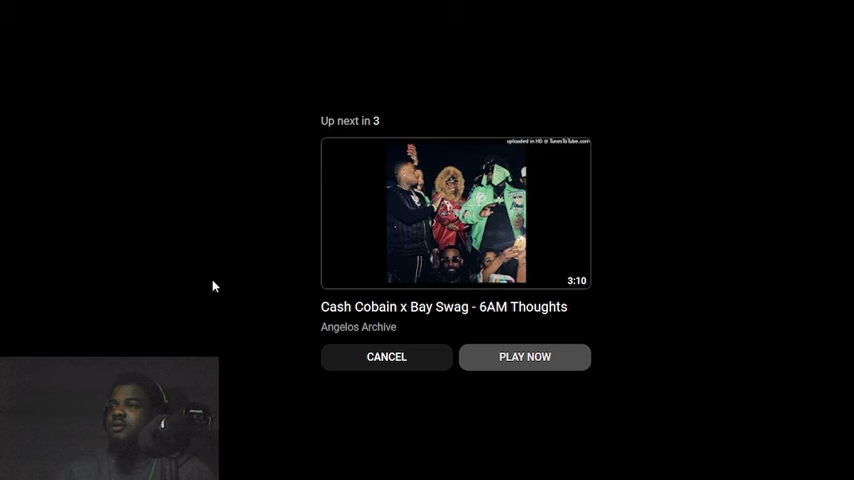 Up next in 3
uploaded in HD @ TunesToTube.com
3:10
Cash Cobain x Bay Swag - 6AM Thoughts
Angelos Archive
CANCEL PLAY NOW